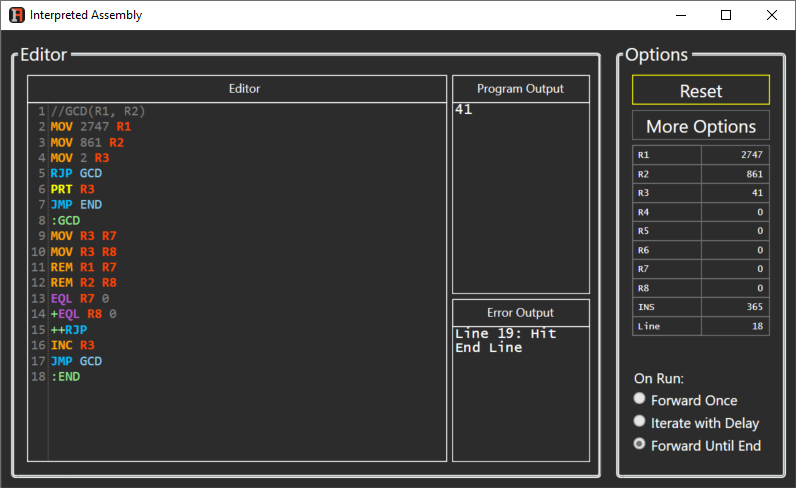 Interpreted Assembly
Editor
Editor
1 //GCD(R1, R2)
2 MOV 2747 R1
3 MOV 861 R2
4 MOV 2 R3
5 RJP GCD
6 PRT R3
7 JMP END
8 :GCD
9 MOV R3 R7
10 MOV R3 R8
11 REM R1 R7
12 REM R2 R8
13 EQL R7 0
14 +EQL R8 0
15 ++RJP
16 INC R3
17 JMP GCD
18 :END
Program Output
41
Error Output
Line 19: Hit
End Line
Options
Reset
More Options
R1 2747
R2 861
R3 41
R4 0
R5 0
R6 0
R7 0
R8 0
INS 365
Line 18
On Run:
Forward Once
Iterate with Delay
Forward Until End